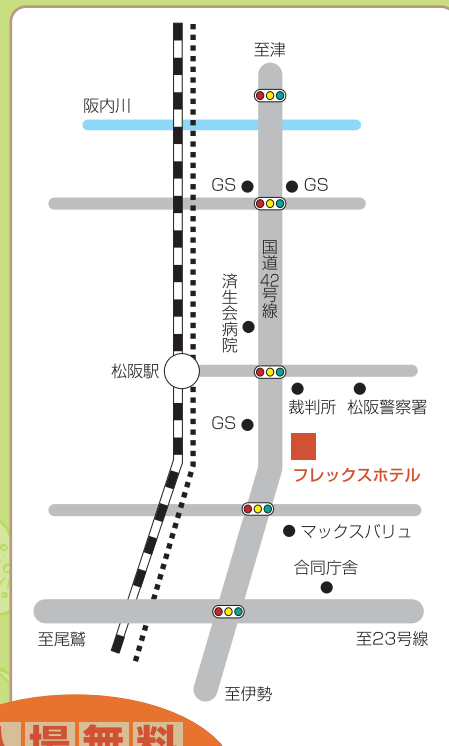 至津
阪内川
GS
GS
国道42号線
済生会病院
松阪駅
裁判所
松阪警察署
GS
フレックスホテル
マックスバリュ
合同庁舎
至尾鷲
至23号線
至伊勢
場無料